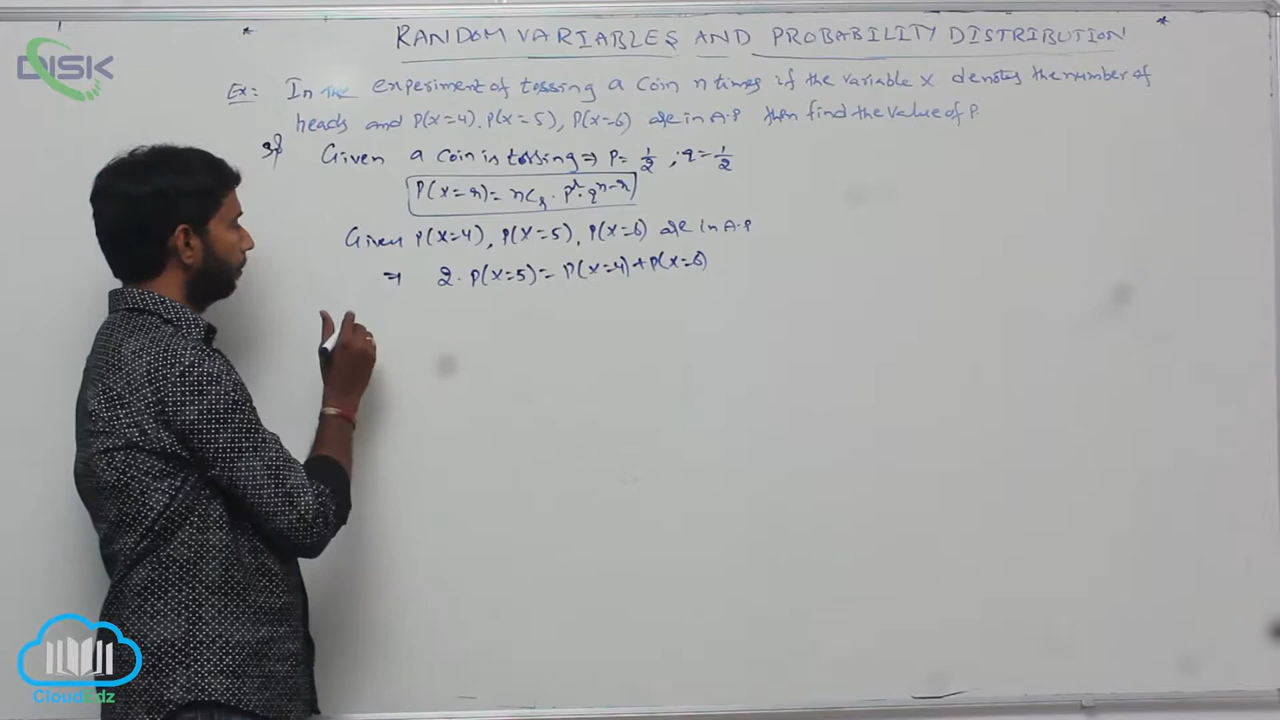 DISK
RANDOM VARIABLES AND PROBABILITY DISTRIBUTION
Ex:- In the experiment of tossing a coin n times if the variable x denotes the number of
heads and P(x=4), P(x=5), P(x=6) are in A.P then find the value of P.
Sol Given a coin is tossing ⇒ P = 1/2 ; q = 1/2
P(X=r) = nCr · p^r · q^n-r
Given P(X=4), P(X=5), P(X=6) are in A.P
⇒ 2. P(X=5) = P(X=4) + P(X=6)
CloudEdz